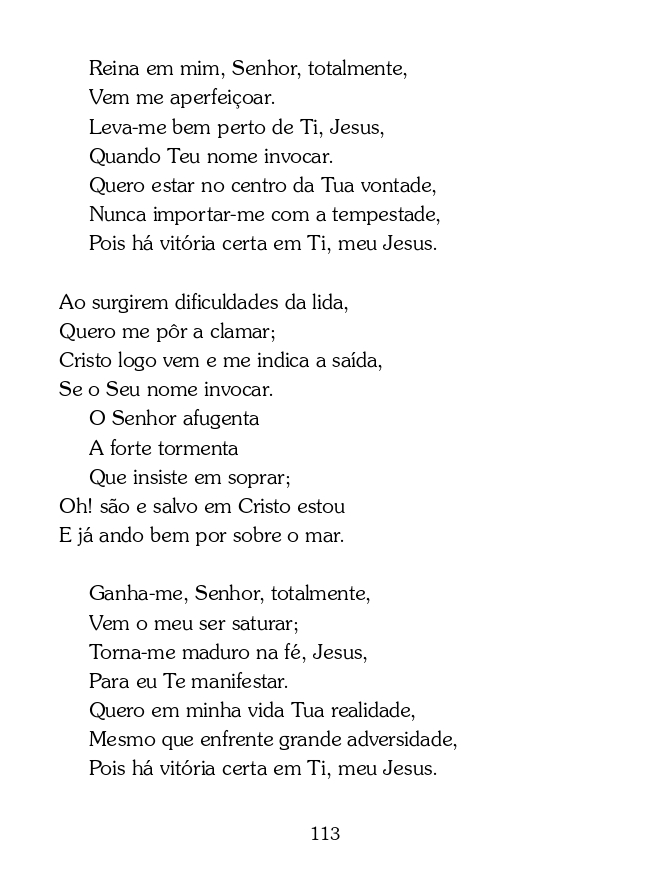 Reina em mim, Senhor, totalmente,
Vem me aperfeiçoar.
Leva-me bem perto de Ti, Jesus,
Quando Teu nome invocar.
Quero estar no centro da Tua vontade,
Nunca importar-me com a tempestade,
Pois há vitória certa em Ti, meu Jesus.
Ao surgirem dificuldades da lida,
Quero me pôr a clamar;
Cristo logo vem e me indica a saída,
Se o Seu nome invocar.
O Senhor afugenta
A forte tormenta
Que insiste em soprar;
Oh! são e salvo em Cristo estou
E já ando bem por sobre o mar.
Ganha-me, Senhor, totalmente,
Vem o meu ser saturar;
Torna-me maduro na fé, Jesus,
Para eu Te manifestar.
Quero em minha vida Tua realidade,
Mesmo que enfrente grande adversidade,
Pois há vitória certa em Ti, meu Jesus.
113